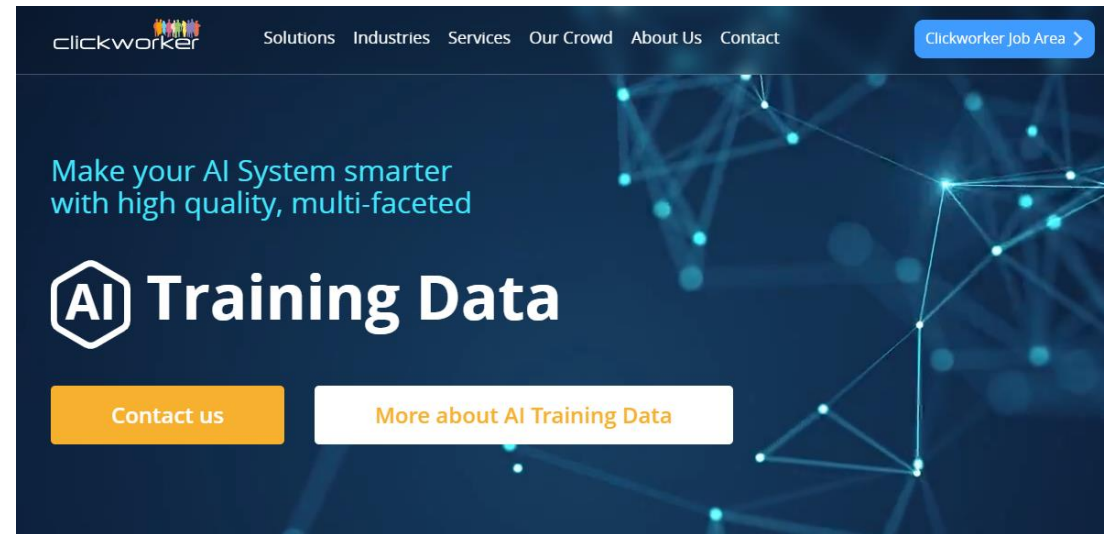 clickworker
Solutions Industries Services Our Crowd About Us Contact
Clickworker Job Area
Make your AI System smarter
with high quality, multi-faceted
AI Training Data
Contact us
More about AI Training Data